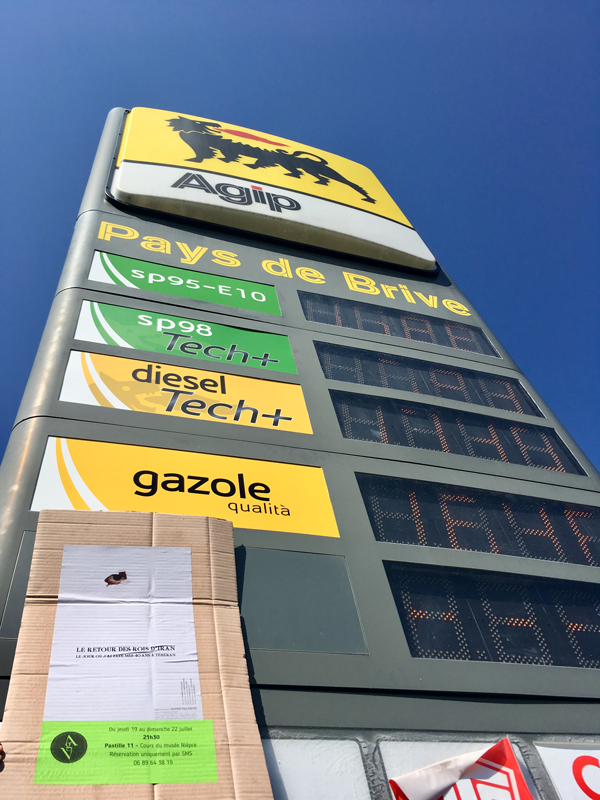 Agip
Pays de Brive
sp95-E10
sp98
Tech+
diesel
Tech+
gazole
qualità
LE RETOUR DES ROIS D'IRAN
Du jeudi 19 au dimanche 22 juillet
21h30
Pastille 11 - Cours du musée Niépce
Réservation uniquement par SMS
06 89 64 38 19